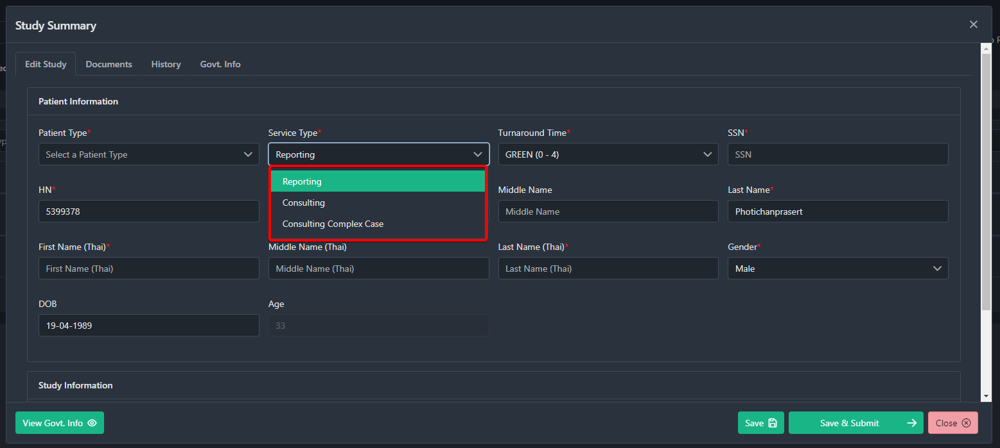 Study Summary
Edit Study Documents History Govt. Info
Patient Information
Patient Type* Service Type* Turnaround Time* SSN*
Select a Patient Type Reporting GREEN (0 - 4) SSN
Reporting
Consulting
Consulting Complex Case
HN* Middle Name Last Name*
5399378 Middle Name Photichanprasert
First Name (Thai)* Middle Name (Thai) Last Name (Thai)* Gender*
First Name (Thai) Middle Name (Thai) Last Name (Thai) Male
DOB Age
19-04-1989 33
Study Information
View Govt. Info Save Save & Submit Close